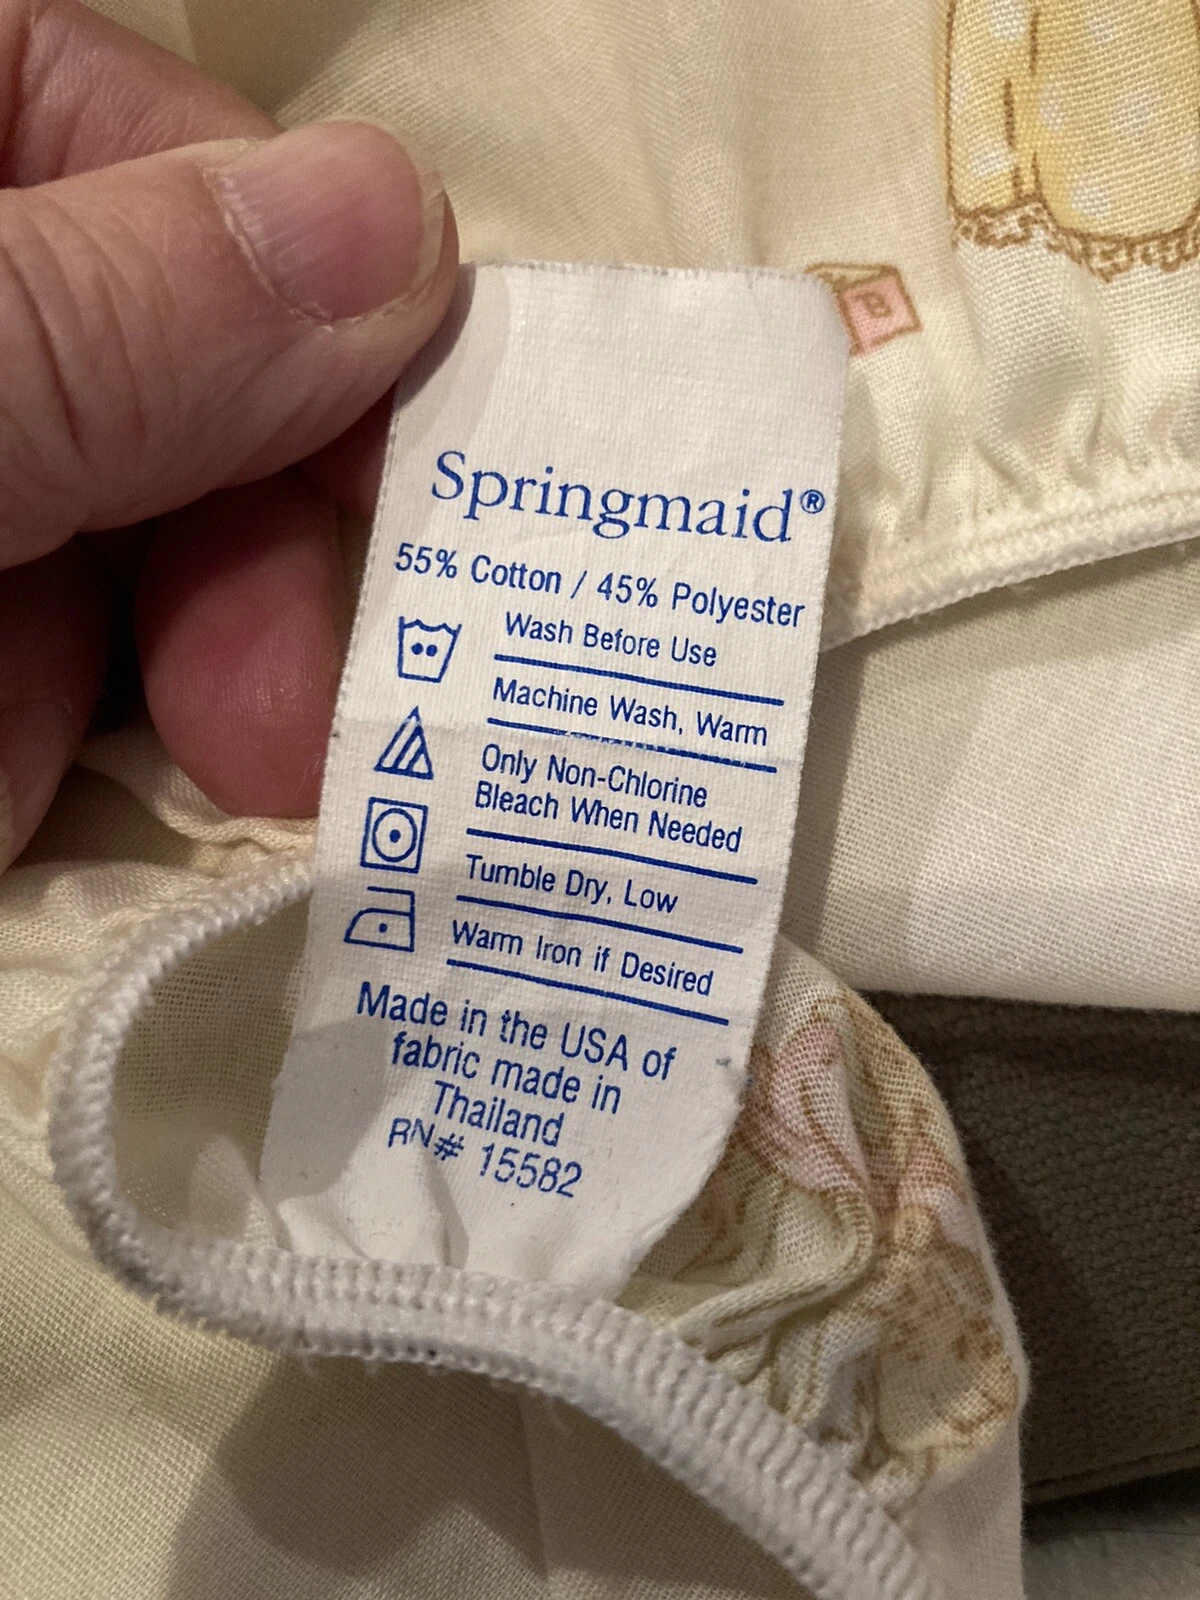 B
Springmaid®
55% Cotton / 45% Polyester
Wash Before Use
Machine Wash, Warm
Only Non-Chlorine
Bleach When Needed
Tumble Dry, Low
Warm Iron if Desired
Made in the USA of
fabric made in
Thailand
RN# 15582